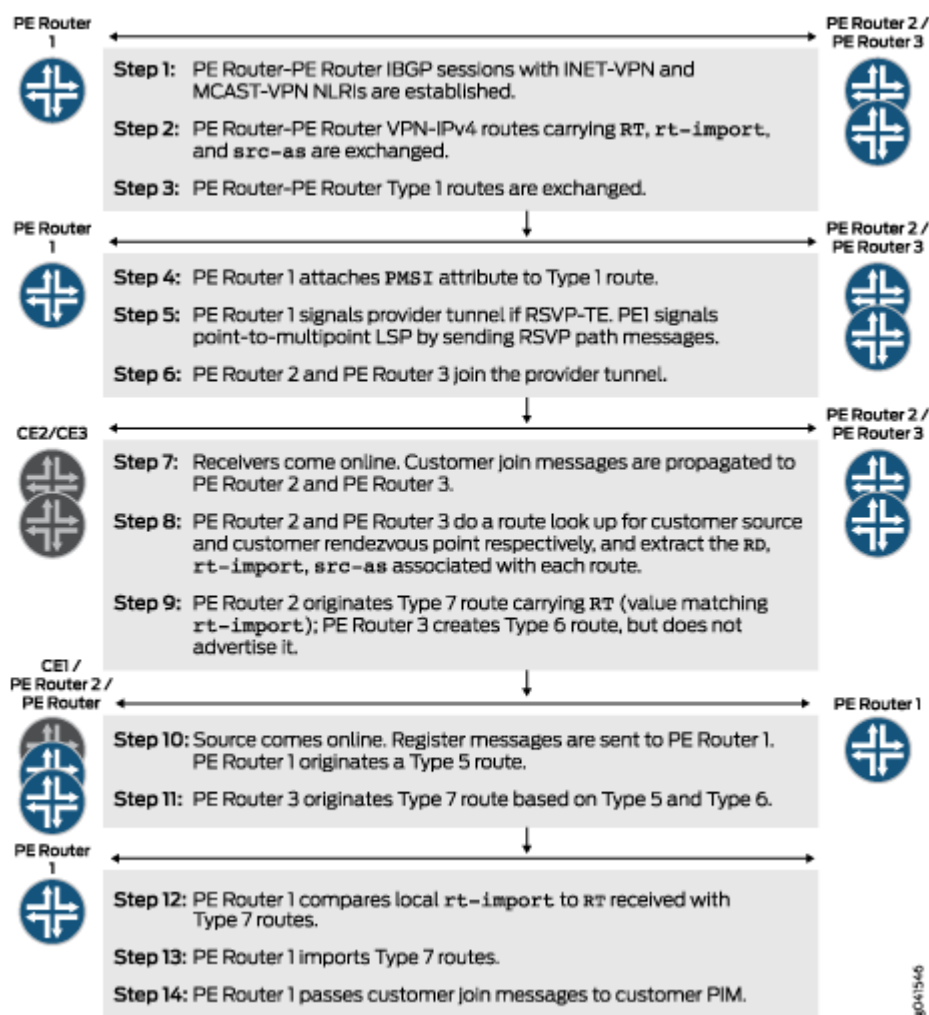 PE Router
1
PE Router 2 /
PE Router 3
Step 1: PE Router-PE Router IBGP sessions with INET-VPN and
MCAST-VPN NLRIs are established.
Step 2: PE Router-PE Router VPN-IPv4 routes carrying RT, rt-import,
and src-as are exchanged.
Step 3: PE Router-PE Router Type 1 routes are exchanged.
PE Router
1
PE Router 2 /
PE Router 3
Step 4: PE Router 1 attaches PMSI attribute to Type 1 route.
Step 5: PE Router 1 signals provider tunnel if RSVP-TE. PE1 signals
point-to-multipoint LSP by sending RSVP path messages.
Step 6: PE Router 2 and PE Router 3 join the provider tunnel.
CE2/CE3
PE Router 2 /
PE Router 3
Step 7: Receivers come online. Customer join messages are propagated to
PE Router 2 and PE Router 3.
Step 8: PE Router 2 and PE Router 3 do a route look up for customer source
and customer rendezvous point respectively, and extract the RD,
rt-import, src-as associated with each route.
Step 9: PE Router 2 originates Type 7 route carrying RT (value matching
rt-import); PE Router 3 creates Type 6 route, but does not
advertise it.
CE1 /
PE Router 2 /
PE Router
PE Router 1
Step 10: Source comes online. Register messages are sent to PE Router 1.
PE Router 1 originates a Type 5 route.
Step 11: PE Router 3 originates Type 7 route based on Type 5 and Type 6.
PE Router
1
Step 12: PE Router 1 compares local rt-import to RT received with
Type 7 routes.
Step 13: PE Router 1 imports Type 7 routes.
Step 14: PE Router 1 passes customer join messages to customer PIM.
g041546